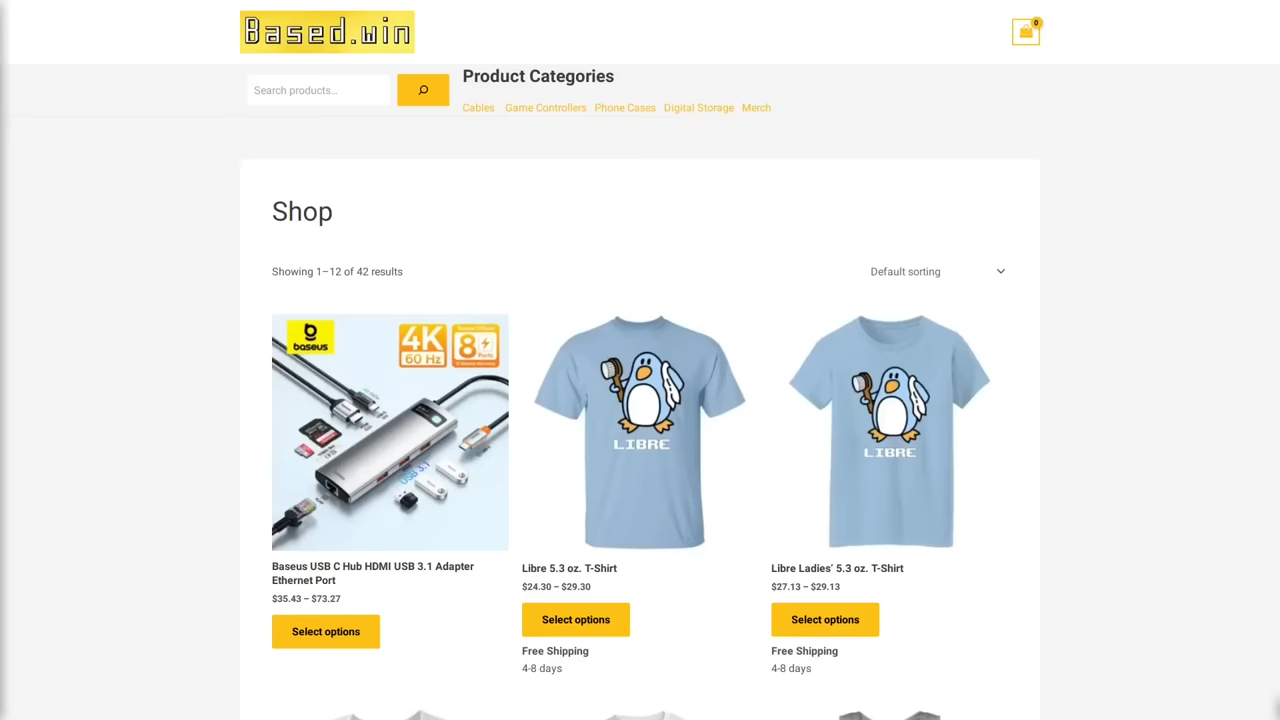 Based.win
0
Search products…
Product Categories
Cables Game Controllers Phone Cases Digital Storage Merch
Shop
Showing 1–12 of 42 results
Default sorting
baseus
4K
60 Hz
8
Ports
USB 3.1
LIBRE
LIBRE
Baseus USB C Hub HDMI USB 3.1 Adapter
Ethernet Port
$35.43 – $73.27
Select options
Libre 5.3 oz. T-Shirt
$24.30 – $29.30
Select options
Free Shipping
4-8 days
Libre Ladies’ 5.3 oz. T-Shirt
$27.13 – $29.13
Select options
Free Shipping
4-8 days